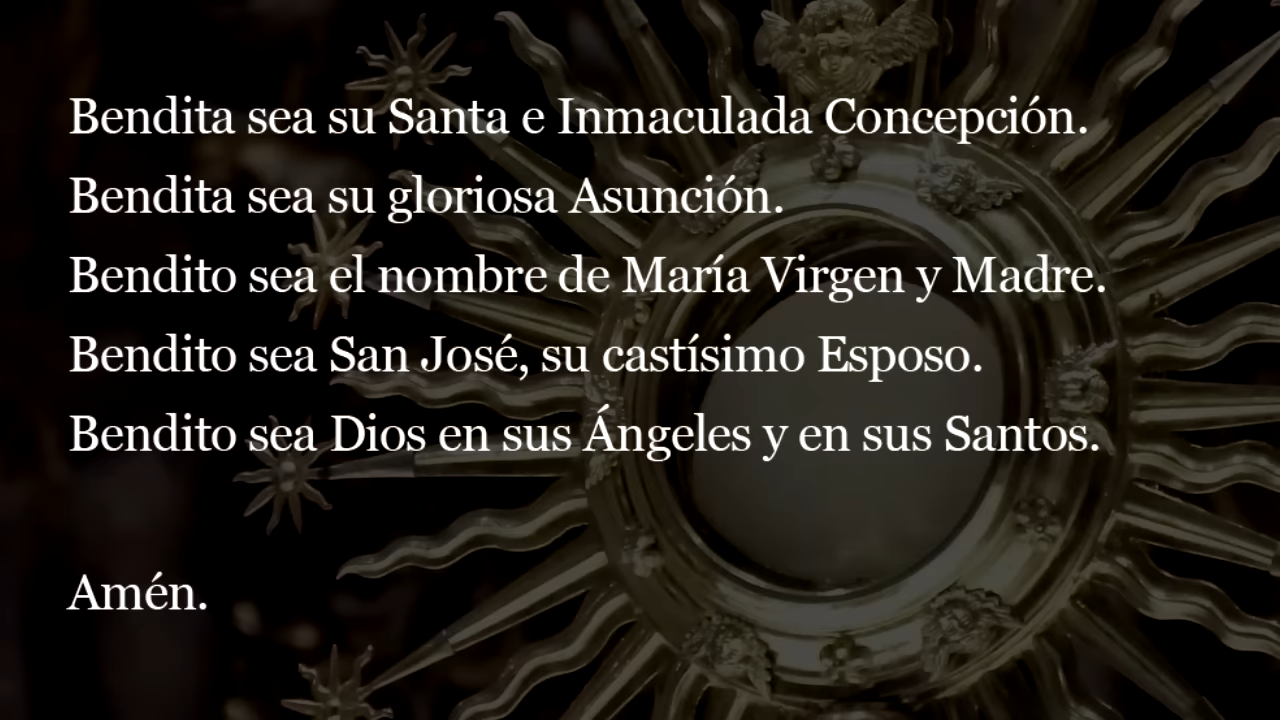 Bendita sea su Santa e Inmaculada Concepción.
Bendita sea su gloriosa Asunción.
Bendito sea el nombre de María Virgen y Madre.
Bendito sea San José, su castísimo Esposo.
Bendito sea Dios en sus Ángeles y en sus Santos.
Amén.